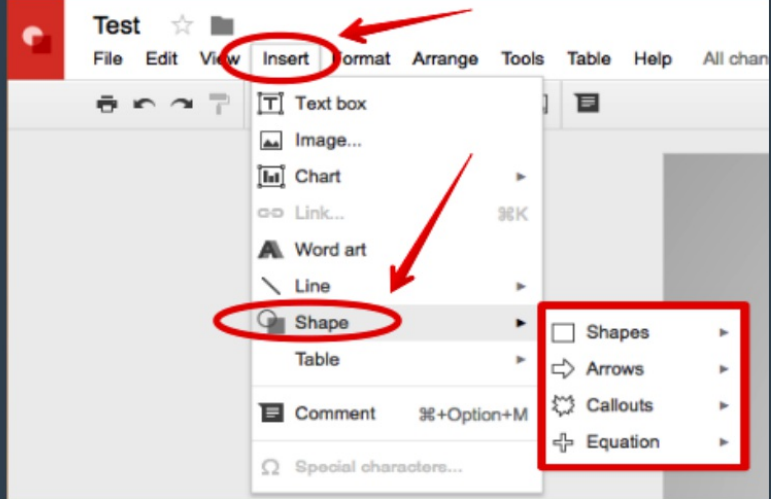 Test
File Edit View Insert Format Arrange Tools Table Help All chan
Text box
Image...
Chart
Link... ⌘K
Word art
Line
Shape
Shapes
Table
Arrows
Callouts
Comment ⌘+Option+M
Equation
Special characters...